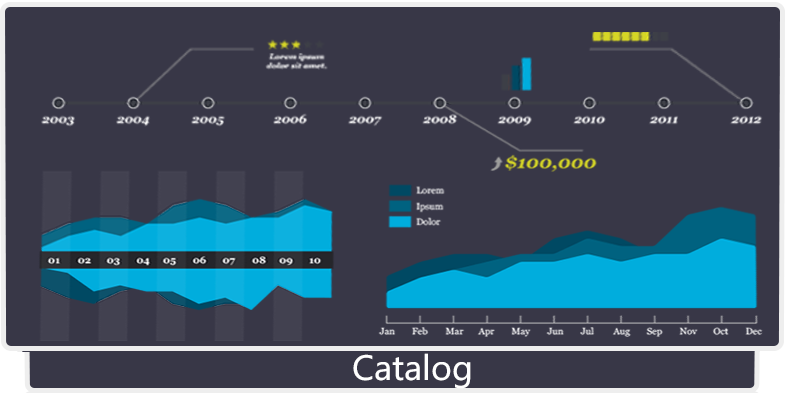 Lorem ipsum
dolor sit amet.
2003 2004 2005 2006 2007 2008 2009 2010 2011 2012
$100,000
Lorem
Ipsum
Dolor
01 02 03 04 05 06 07 08 09 10
Jan Feb Mar Apr May Jun Jul Aug Sep Nov Oct Dec
Catalog